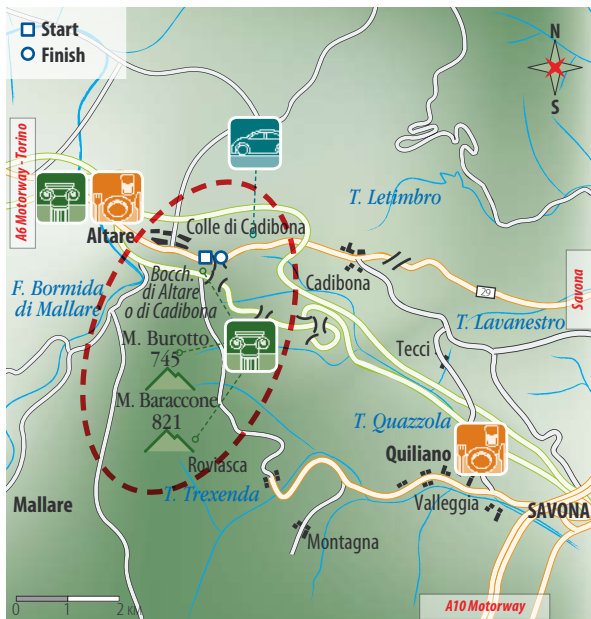 Start
Finish
N
S
A6 Motorway - Torino
T. Letimbro
Altare
Colle di Cadibona
F. Bormida
di Mallare
Bocch.
di Altare
o di Cadibona
Cadibona
29
Savona
T. Lavanestro
M. Burotto
745
Tecci
M. Baraccone
821
T. Quazzola
Quiliano
Roviasca
T. Trexenda
Mallare
Valleggia
SAVONA
Montagna
0 1 2 KM
A10 Motorway